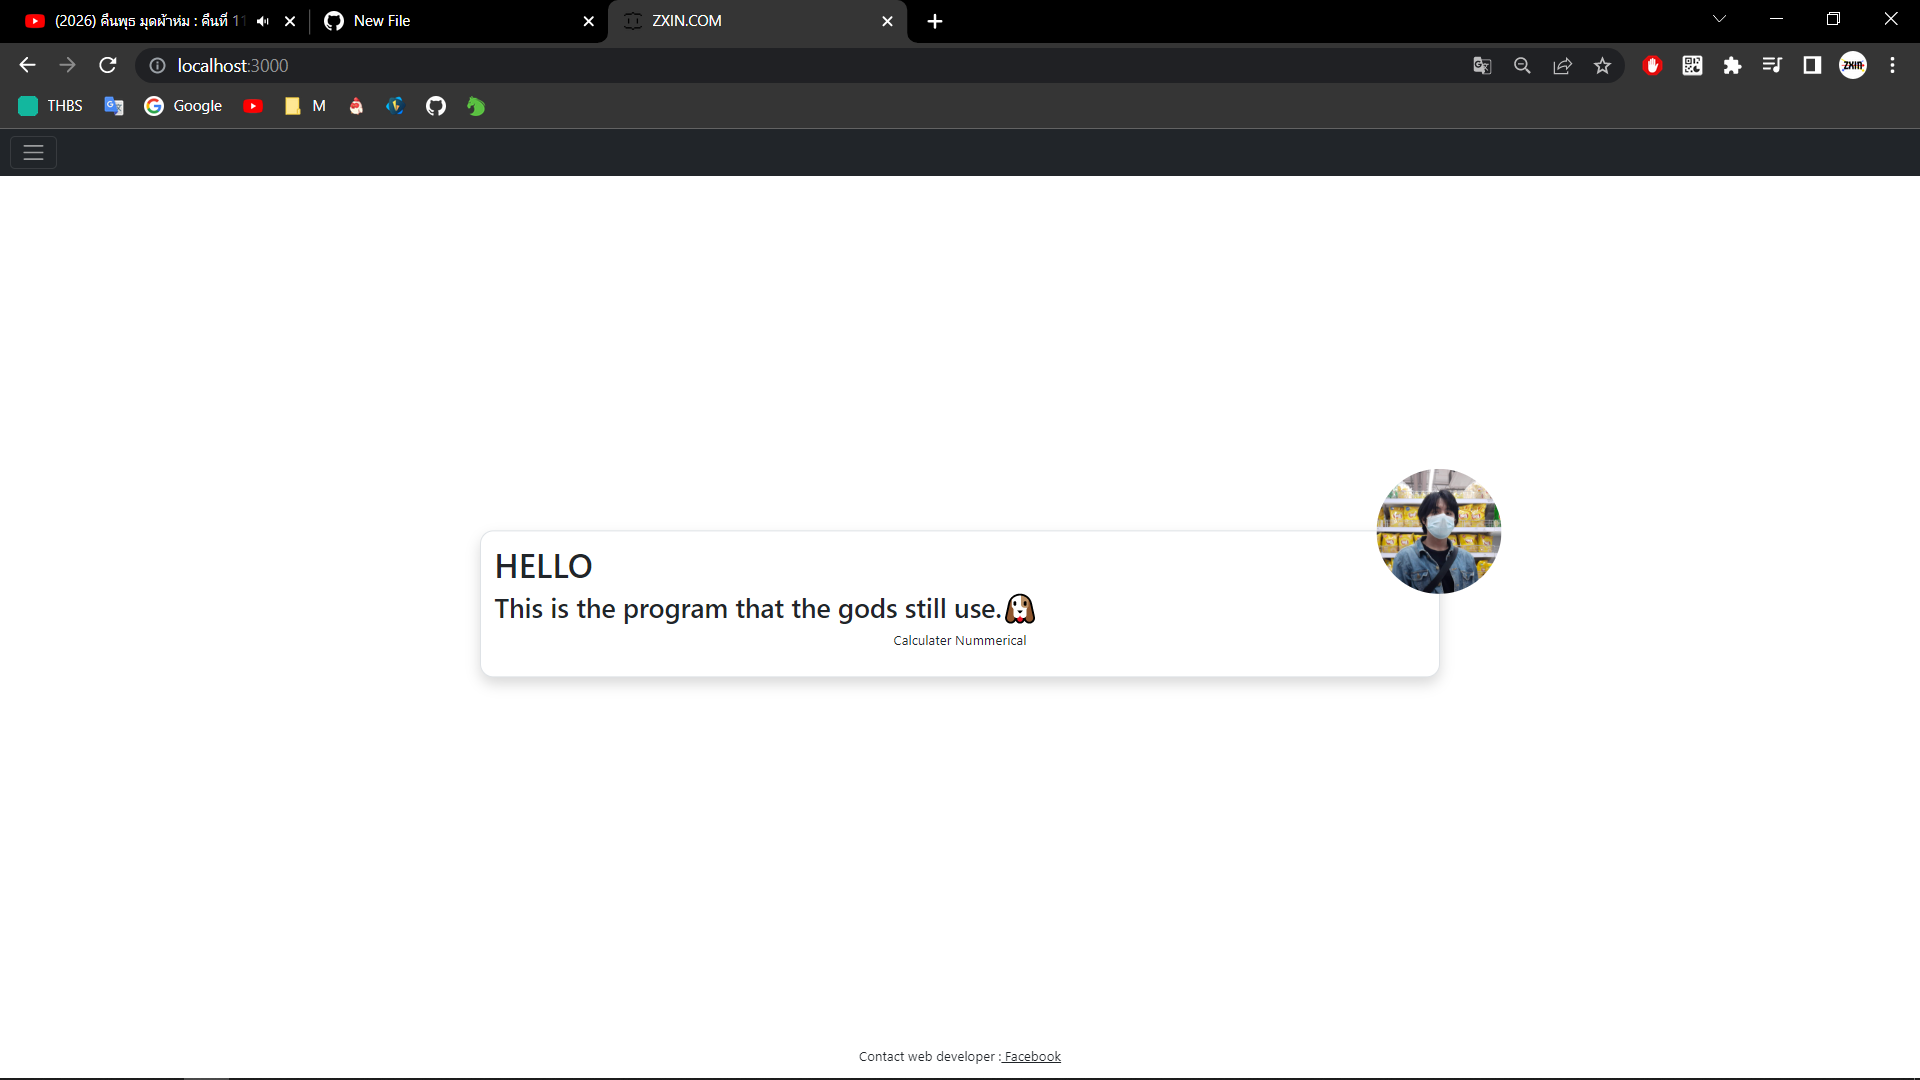 (2026) คืนพุธ มุดผ้าห่ม : คืนที่ 11
New File
ZXIN.COM
localhost:3000
ZXIN
THBS
Google
M
HELLO
This is the program that the gods still use.
Calculater Nummerical
Contact web developer : Facebook